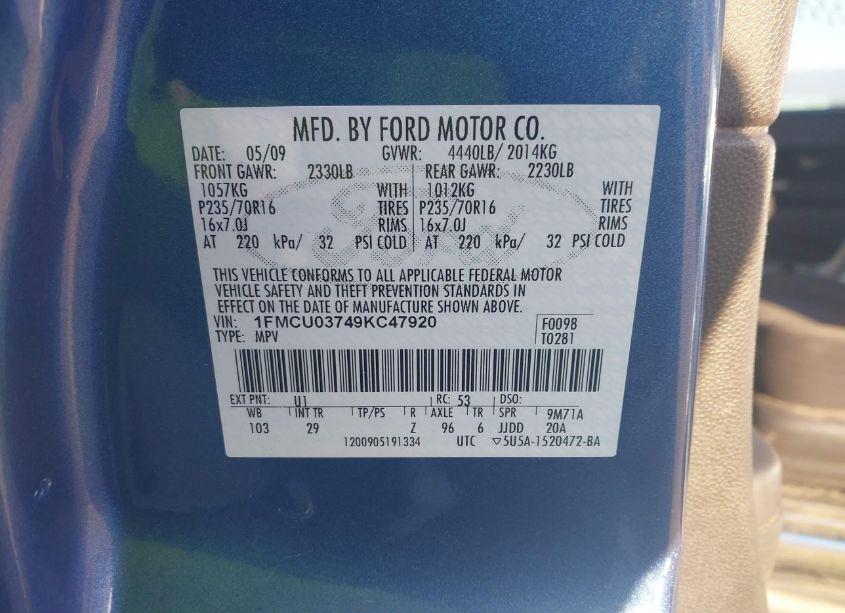 MFD. BY FORD MOTOR CO.
DATE: 05/09 GVWR: 4440LB/ 2014KG
FRONT GAWR: 2330LB REAR GAWR: 2230LB
1057KG WITH 1012KG WITH
P235/70R16 TIRES P235/70R16 TIRES
16x7.0J RIMS 16x7.0J RIMS
AT 220 kPa/ 32 PSI COLD AT 220 kPa/ 32 PSI COLD
THIS VEHICLE CONFORMS TO ALL APPLICABLE FEDERAL MOTOR
VEHICLE SAFETY AND THEFT PREVENTION STANDARDS IN
EFFECT ON THE DATE OF MANUFACTURE SHOWN ABOVE.
VIN: 1FMCU03749KC47920 F0098
TYPE: MPV T0281
EXT PNT: U1 RC: 53 DSO:
WB INT TR TP/PS R AXLE TR SPR 9M71A
103 29 Z 96 6 JJDD 20A
1200905191334 UTC ▽5U5A-1520472-BA